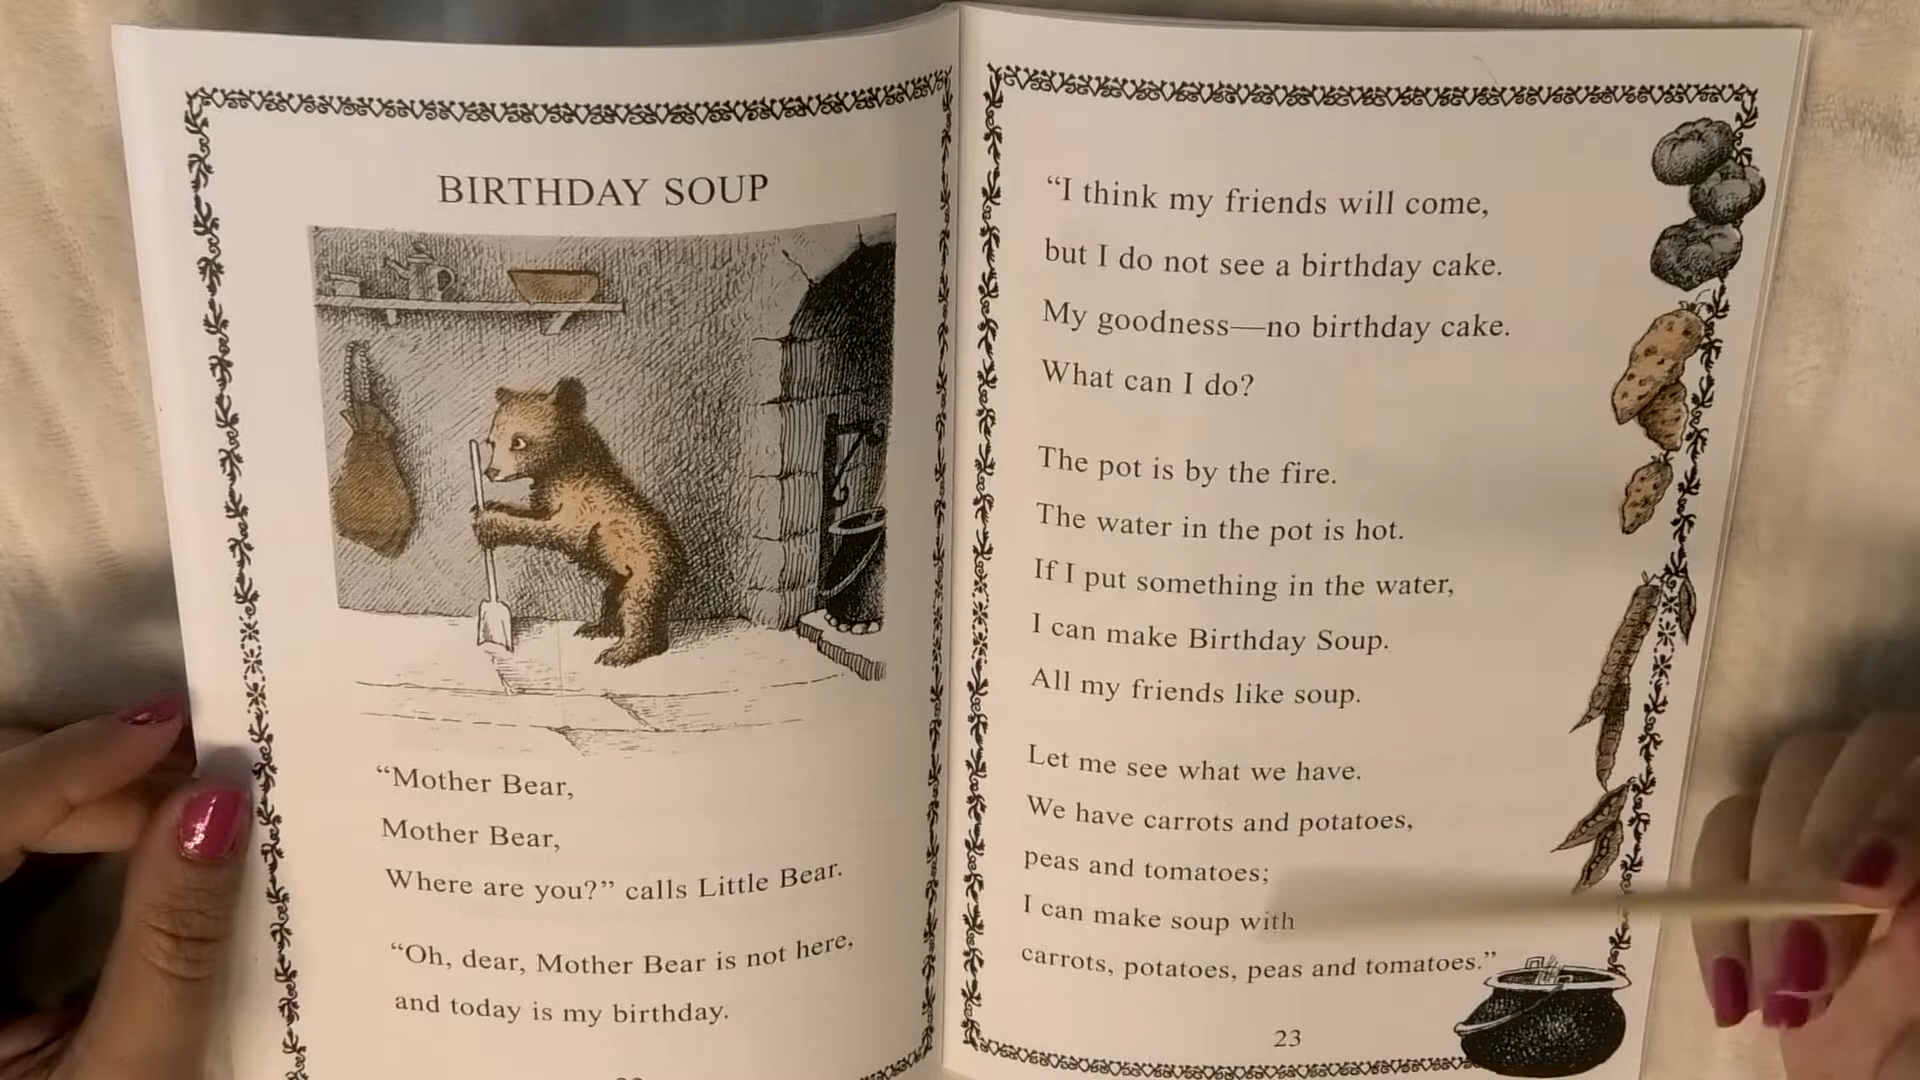 BIRTHDAY SOUP
“Mother Bear,
Mother Bear,
Where are you?” calls Little Bear.
“Oh, dear, Mother Bear is not here,
and today is my birthday.
“I think my friends will come,
but I do not see a birthday cake.
My goodness—no birthday cake.
What can I do?
The pot is by the fire.
The water in the pot is hot.
If I put something in the water,
I can make Birthday Soup.
All my friends like soup.
Let me see what we have.
We have carrots and potatoes,
peas and tomatoes;
I can make soup with
carrots, potatoes, peas and tomatoes.”
23